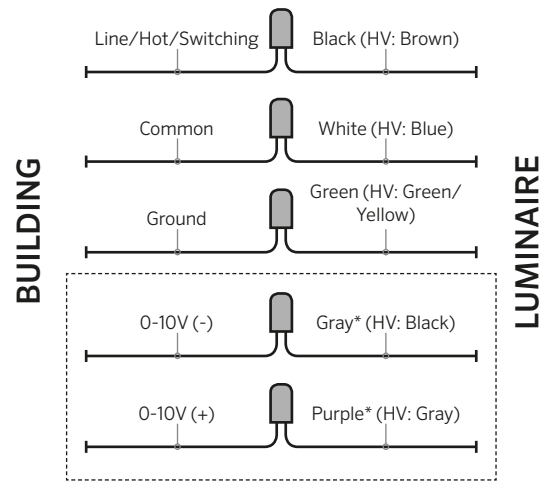 Line/Hot/Switching
Black (HV: Brown)
Common
White (HV: Blue)
Ground
Green (HV: Green/
Yellow)
0-10V (-)
Gray* (HV: Black)
0-10V (+)
Purple* (HV: Gray)
BUILDING
LUMINAIRE